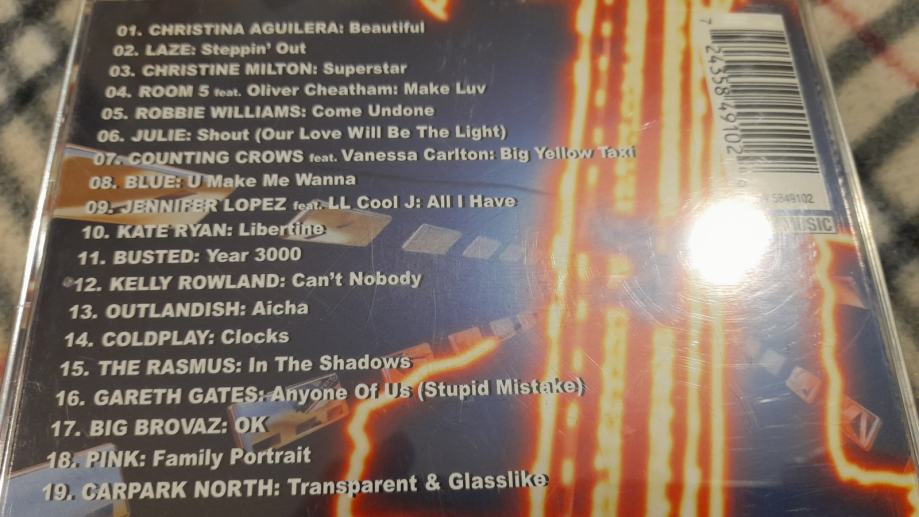 01. CHRISTINA AGUILERA: Beautiful
02. LAZE: Steppin' Out
03. CHRISTINE MILTON: Superstar
04. ROOM 5 feat. Oliver Cheatham: Make Luv
05. ROBBIE WILLIAMS: Come Undone
06. JULIE: Shout (Our Love Will Be The Light)
07. COUNTING CROWS feat. Vanessa Carlton: Big Yellow Taxi
08. BLUE: U Make Me Wanna
09. JENNIFER LOPEZ feat. LL Cool J: All I Have
10. KATE RYAN: Libertine
11. BUSTED: Year 3000
12. KELLY ROWLAND: Can't Nobody
13. OUTLANDISH: Aicha
14. COLDPLAY: Clocks
15. THE RASMUS: In The Shadows
16. GARETH GATES: Anyone Of Us (Stupid Mistake)
17. BIG BROVAZ: OK
18. PINK: Family Portrait
19. CARPARK NORTH: Transparent & Glasslike
7 24358 49102
5849102